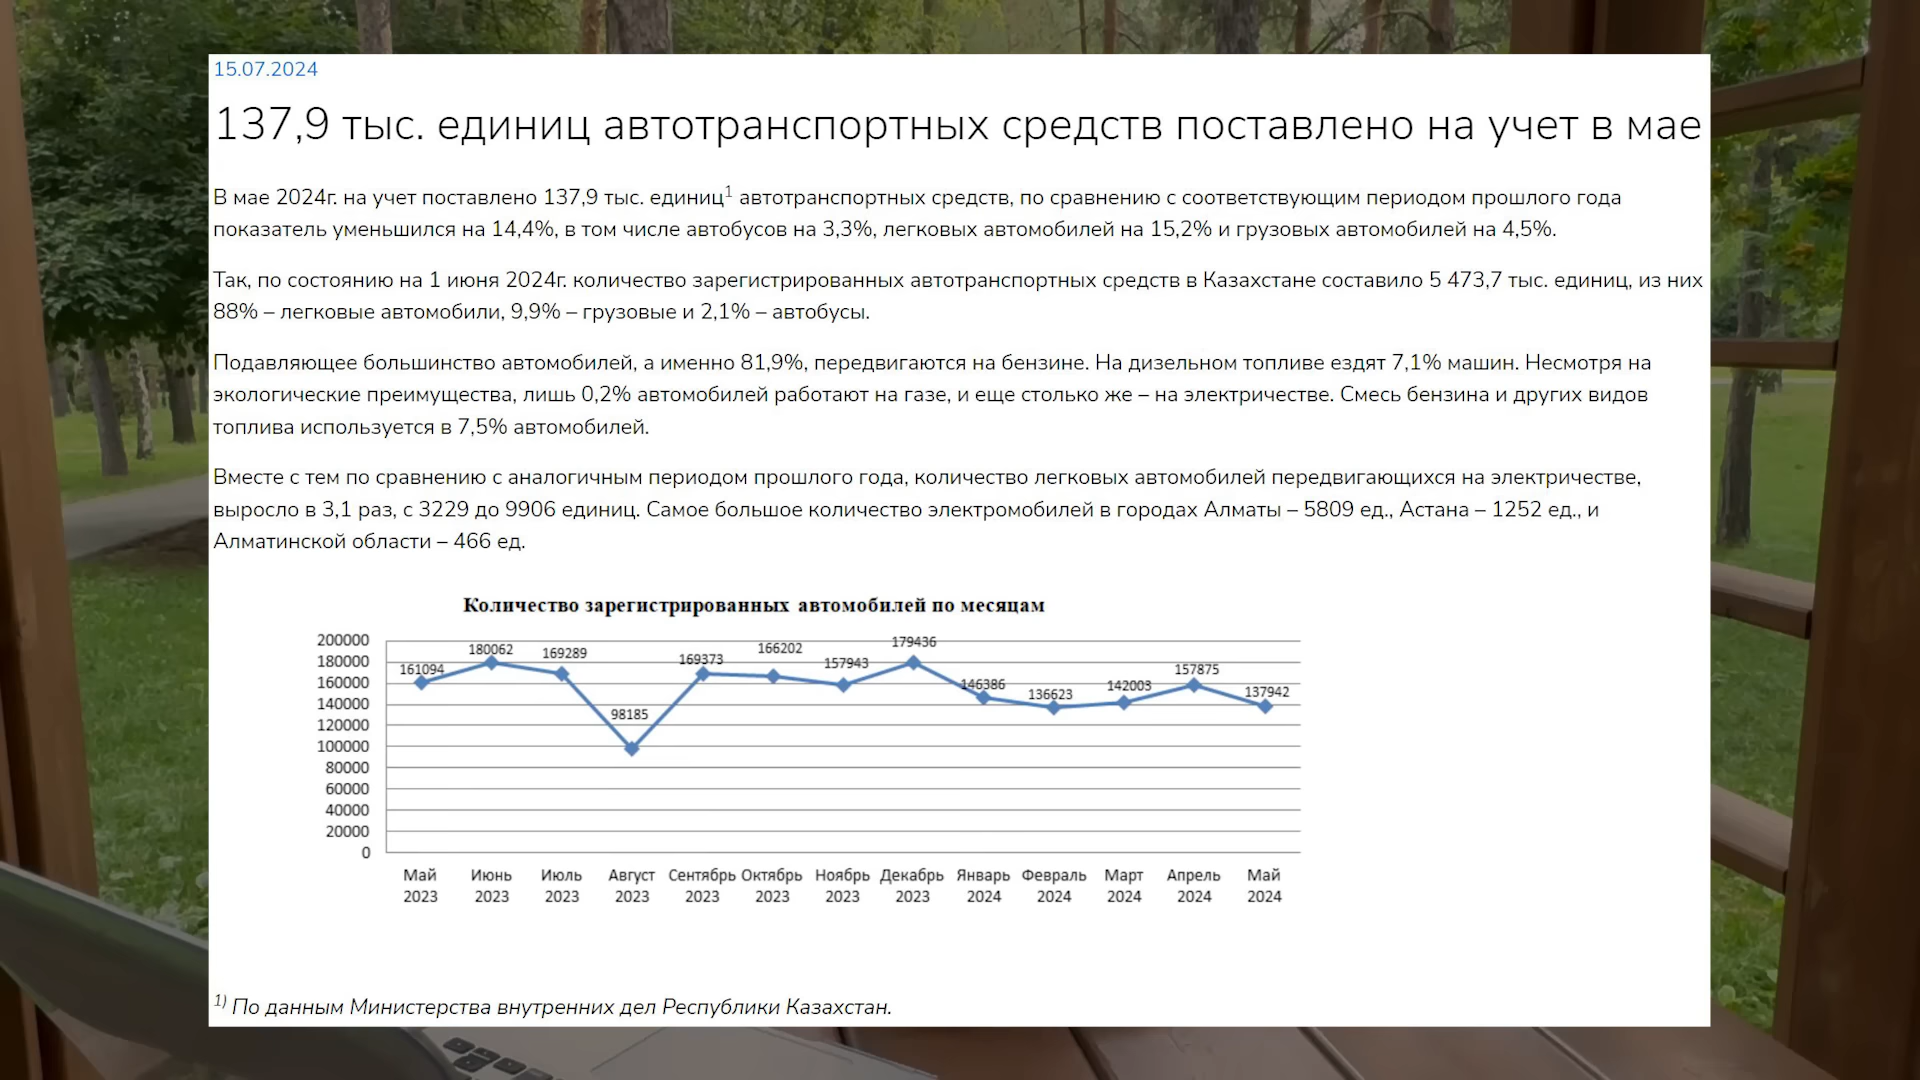 15.07.2024
137,9 тыс. единиц автотранспортных средств поставлено на учет в мае
В мае 2024г. на учет поставлено 137,9 тыс. единиц1 автотранспортных средств, по сравнению с соответствующим периодом прошлого года
показатель уменьшился на 14,4%, в том числе автобусов на 3,3%, легковых автомобилей на 15,2% и грузовых автомобилей на 4,5%.
Так, по состоянию на 1 июня 2024г. количество зарегистрированных автотранспортных средств в Казахстане составило 5 473,7 тыс. единиц, из них
88% – легковые автомобили, 9,9% – грузовые и 2,1% – автобусы.
Подавляющее большинство автомобилей, а именно 81,9%, передвигаются на бензине. На дизельном топливе ездят 7,1% машин. Несмотря на
экологические преимущества, лишь 0,2% автомобилей работают на газе, и еще столько же – на электричестве. Смесь бензина и других видов
топлива используется в 7,5% автомобилей.
Вместе с тем по сравнению с аналогичным периодом прошлого года, количество легковых автомобилей передвигающихся на электричестве,
выросло в 3,1 раз, с 3229 до 9906 единиц. Самое большое количество электромобилей в городах Алматы – 5809 ед., Астана – 1252 ед., и
Алматинской области – 466 ед.
Количество зарегистрированных автомобилей по месяцам
200000
180000
160000
140000
120000
100000
80000
60000
40000
20000
0
161094 180062 169289 98185 169373 166202 157943 179436 146386 136623 142003 157875 137942
Май Июнь Июль Август Сентябрь Октябрь Ноябрь Декабрь Январь Февраль Март Апрель Май
2023 2023 2023 2023 2023 2023 2023 2023 2024 2024 2024 2024 2024
1) По данным Министерства внутренних дел Республики Казахстан.